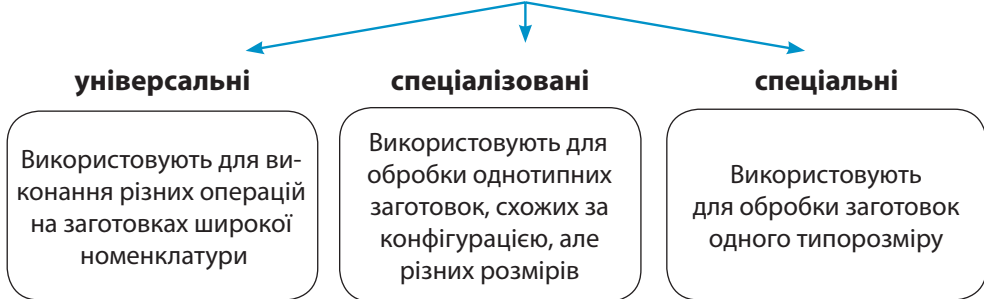 універсальні
Використовують для ви-
конання різних операцій
на заготовках широкої
номенклатури
спеціалізовані
Використовують для
обробки однотипних
заготовок, схожих за
конфігурацією, але
різних розмірів
спеціальні
Використовують
для обробки заготовок
одного типорозміру